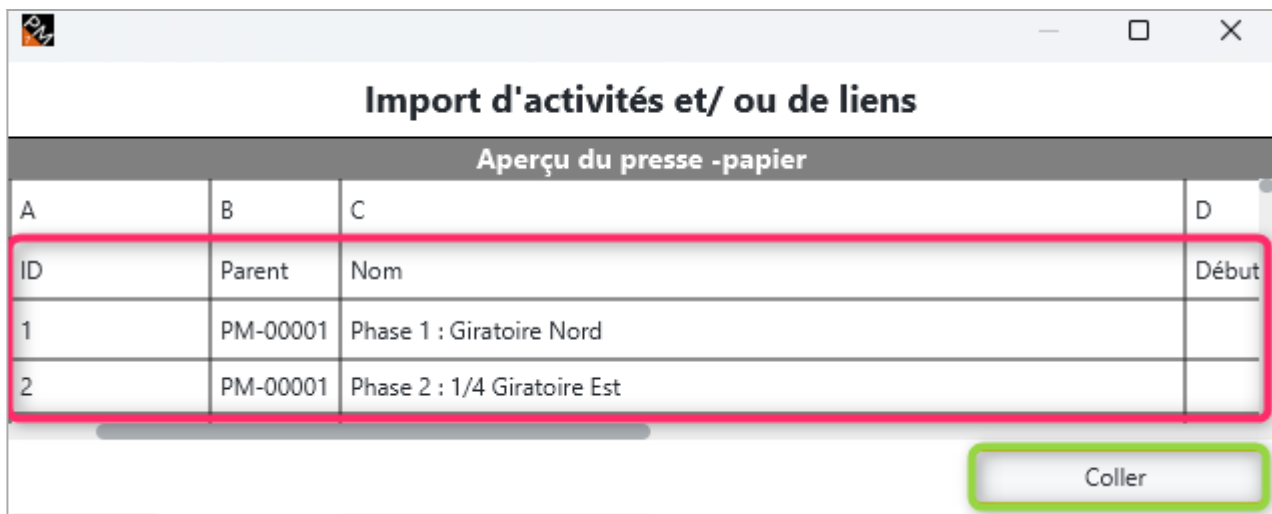 PM
Import d'activités et/ ou de liens
Aperçu du presse -papier
A B C D
ID Parent Nom Début
1 PM-00001 Phase 1 : Giratoire Nord
2 PM-00001 Phase 2 : 1/4 Giratoire Est
Coller